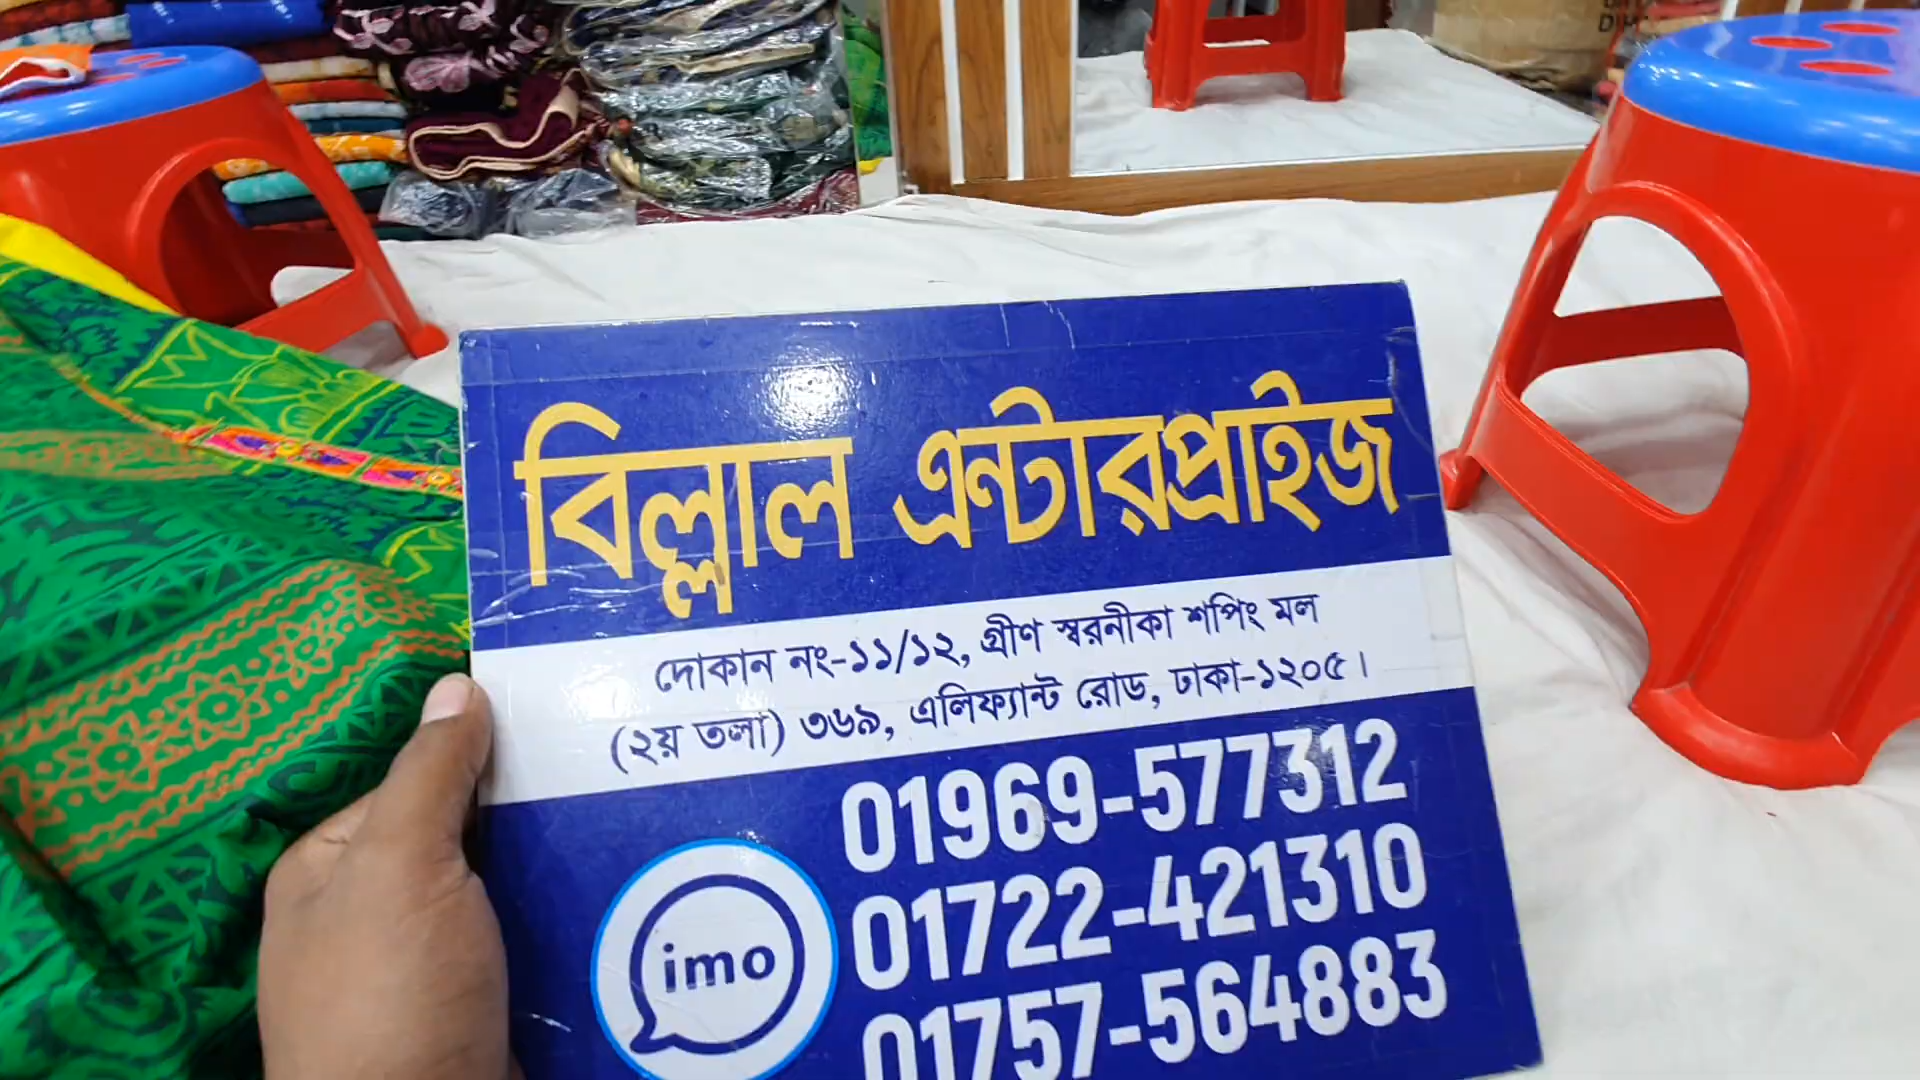 বিল্লাল এন্টারপ্রাইজ
দোকান নং-১১/১২, গ্রীণ স্বরনীকা শপিং মল
(২য় তলা) ৩৬৯, এলিফ্যান্ট রোড, ঢাকা-১২০৫।
01969-577312
01722-421310
imo
01757-564883